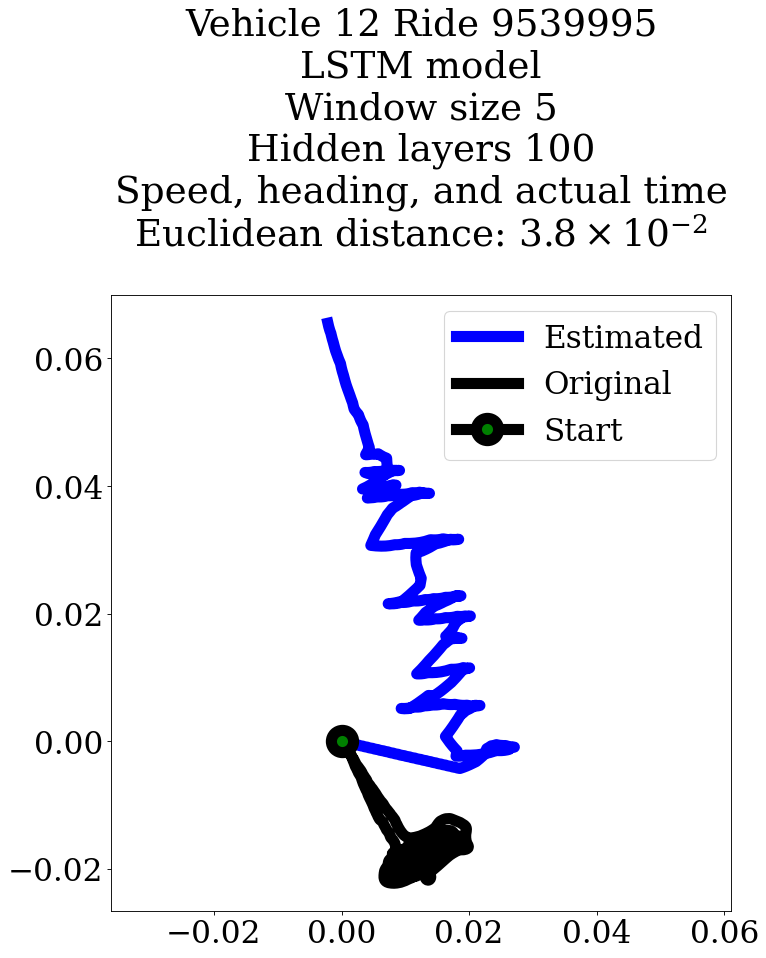 Vehicle 12 Ride 9539995
LSTM model
Window size 5
Hidden layers 100
Speed, heading, and actual time
Euclidean distance: 3.8 × 10⁻²
Estimated
Original
Start
0.06
0.04
0.02
0.00
−0.02
−0.02 0.00 0.02 0.04 0.06